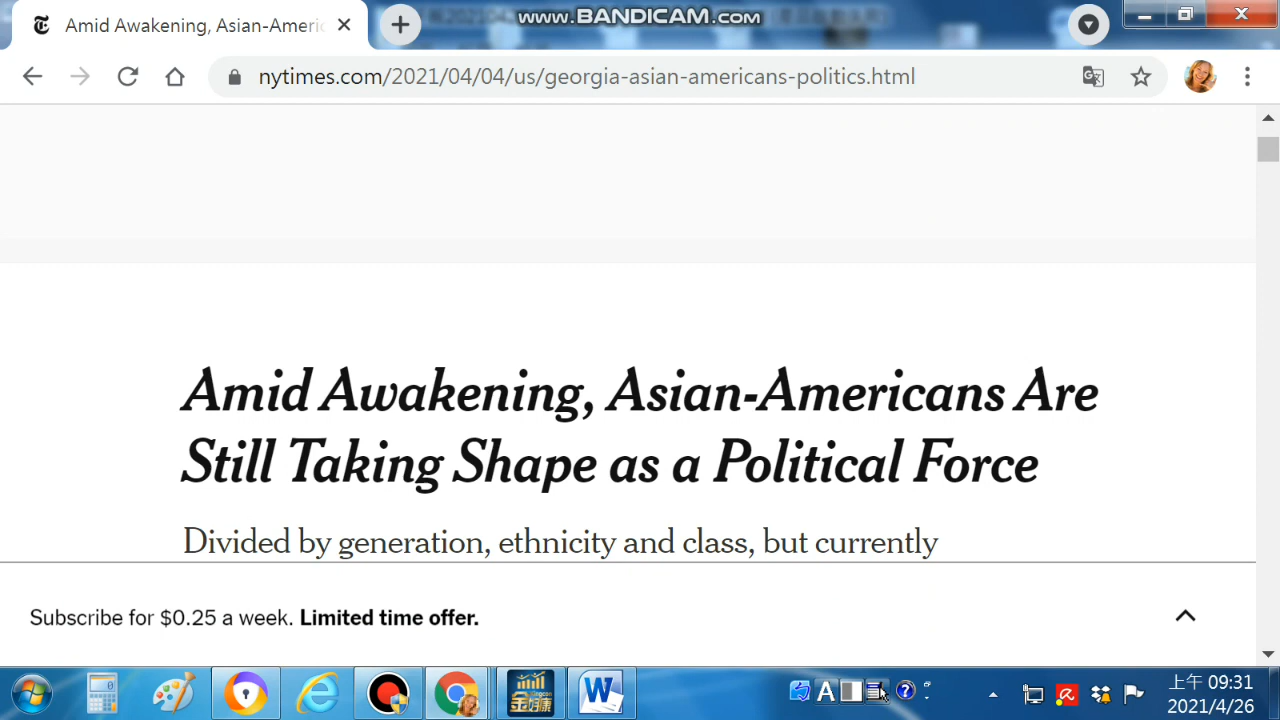 www.BANDICAM.com
Amid Awakening, Asian-Americ
nytimes.com/2021/04/04/us/georgia-asian-americans-politics.html
Amid Awakening, Asian-Americans Are
Still Taking Shape as a Political Force
Divided by generation, ethnicity and class, but currently
Subscribe for $0.25 a week. Limited time offer.
上午 09:31
2021/4/26